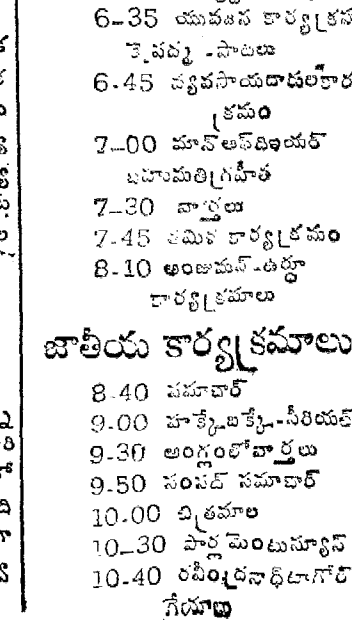 6-35 యువజన కార్యక్రమ
కె.పద్మ -పాటలు
6.45 వ్యవసాయదారులకార్య
క్రమం
7-00 మాన్ఆఫ్‌దిఇయర్
బహుమతి గ్రహీత
7-30 వార్తలు
7.45 తమిళ కార్యక్రమం
8-10 అంజుమన్-ఉర్దూ
కార్యక్రమాలు
జాతీయ కార్యక్రమాలు
8.40 సమాచార్
9.00 హక్కేబక్కే-సీరియల్
9-30 ఆంగ్లంలోవార్తలు
9.50 సంసద్ సమాచార్
10.00 చిత్రమాల
10-30 పార్లమెంటున్యూస్
10-40 రవీంద్రనాధ్‌టాగోర్
గేయాలు